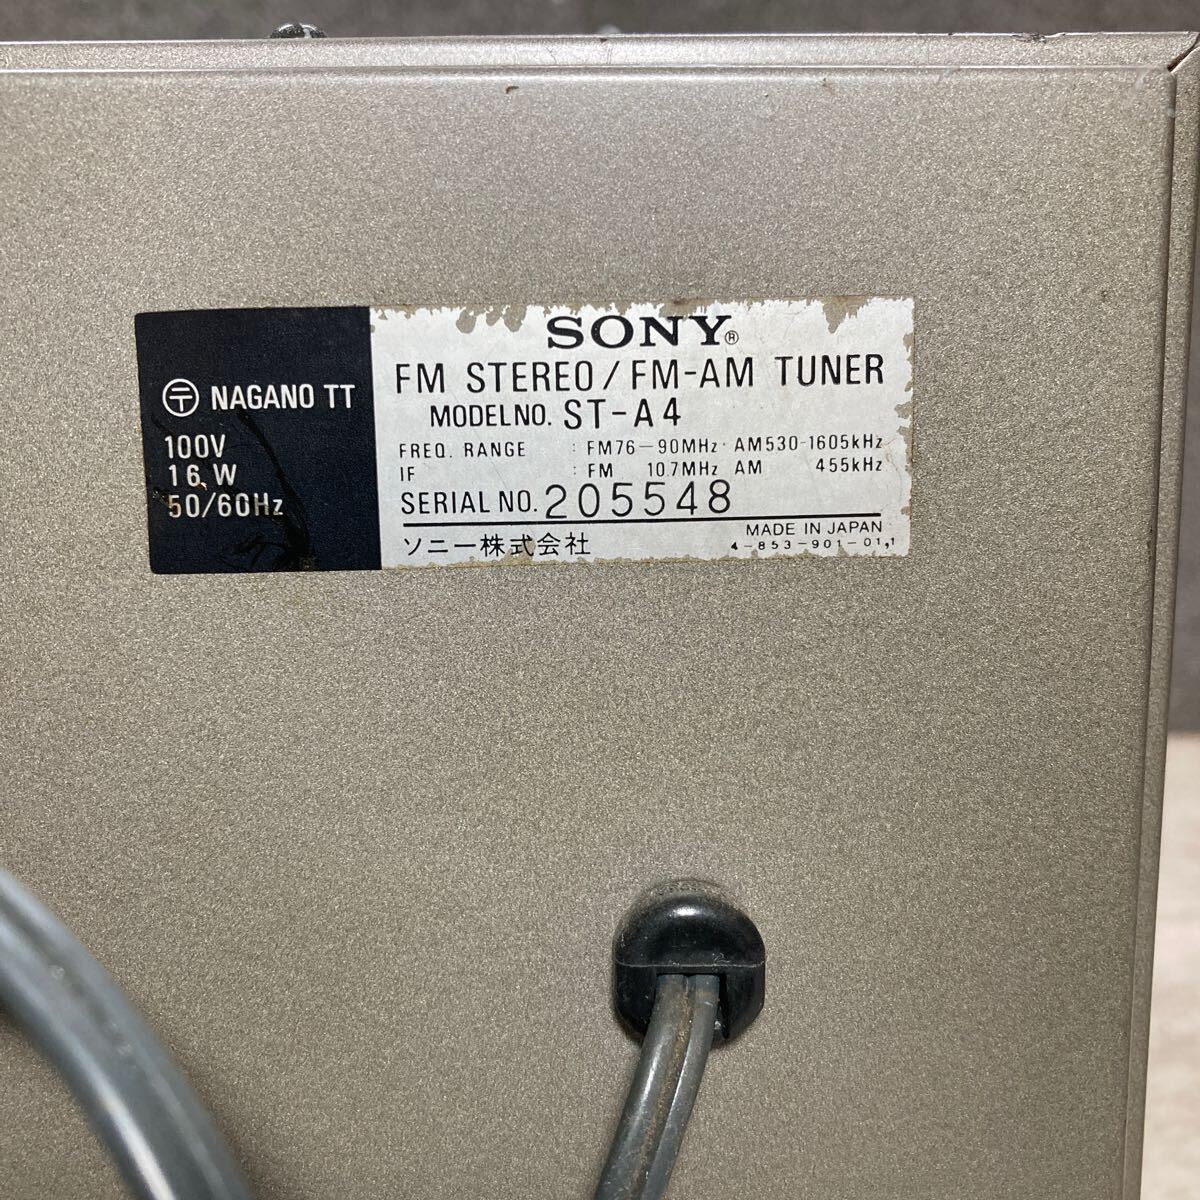 〒 NAGANO TT
100V
16 W
50/60Hz
SONY®
FM STEREO/FM-AM TUNER
MODEL NO. ST-A4
FREQ. RANGE : FM76-90MHz · AM530-1605kHz
IF : FM 10.7MHz AM 455kHz
SERIAL NO. 205548
ソニー株式会社
MADE IN JAPAN
4-853-901-01,1